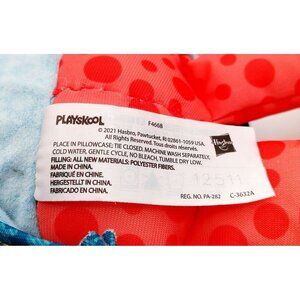 PLAYSKOOL
F4668
© 2021 Hasbro, Pawtucket, RI 02861-1059 USA.
All Rights Reserved. Tous droits réservés.
PLACE IN PILLOWCASE: TIE CLOSED. MACHINE WASH SEPARATELY,
COLD WATER, GENTLE CYCLE, NO BLEACH, TUMBLE DRY LOW.
FILLING: ALL NEW MATERIALS: POLYESTER FIBERS.
MADE IN CHINA.
FABRIQUÉ EN CHINE.
HERGESTELLT IN CHINA.
FABRICADO EN CHINA.
Hasbro
REG. NO. PA-282 C-3632A